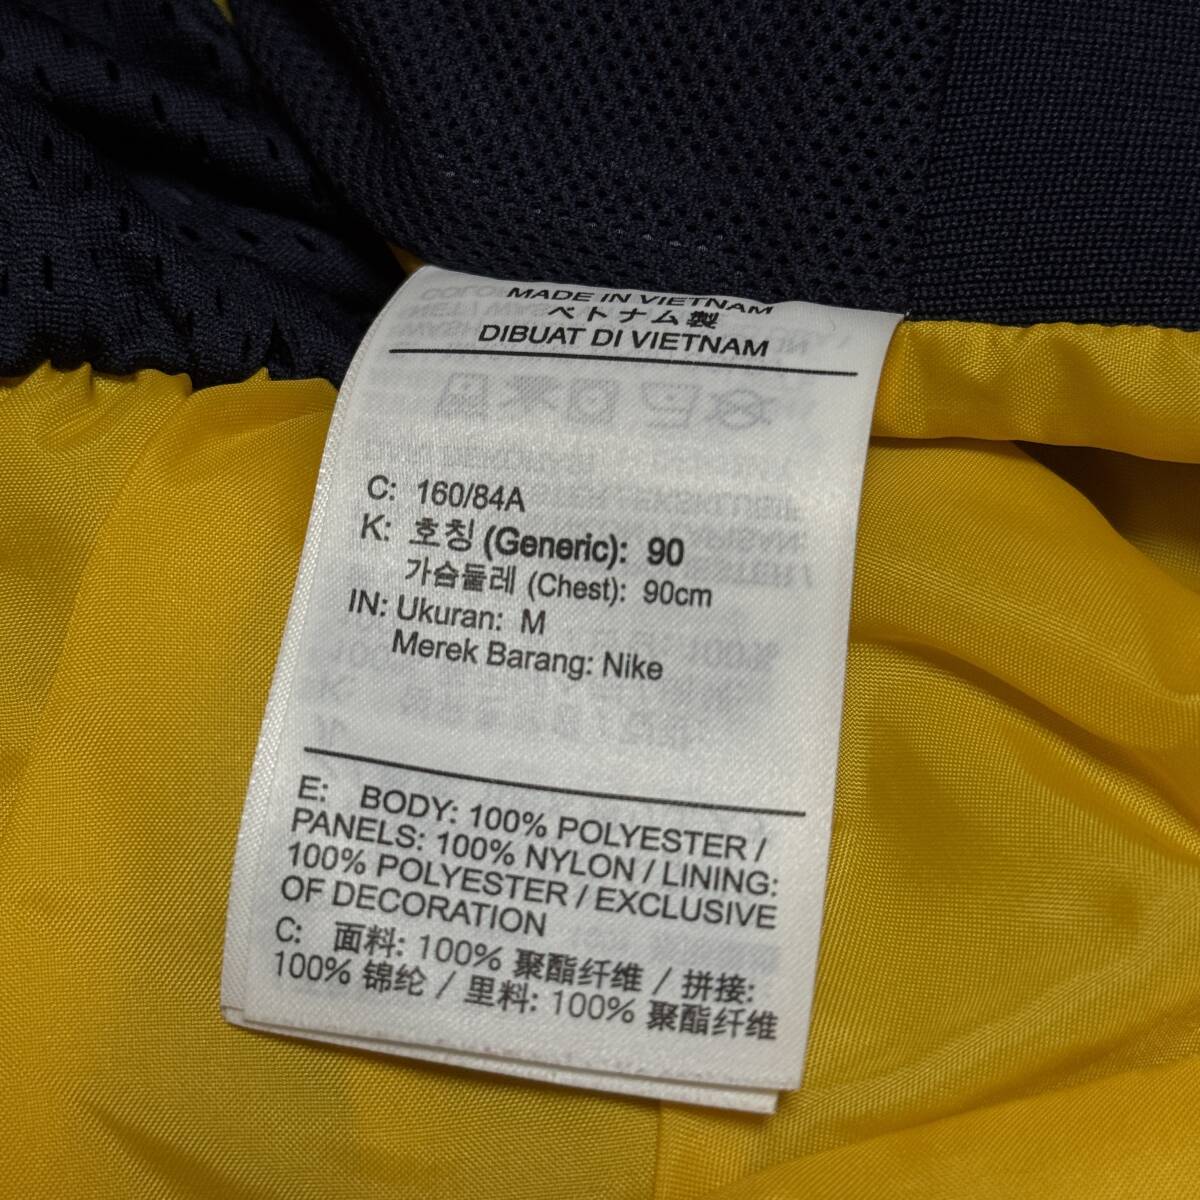 MADE IN VIETNAM
ベトナム製
DIBUAT DI VIETNAM
C: 160/84A
K: 호칭 (Generic): 90
가슴둘레 (Chest): 90cm
IN: Ukuran: M
Merek Barang: Nike
E: BODY: 100% POLYESTER /
PANELS: 100% NYLON / LINING:
100% POLYESTER / EXCLUSIVE
OF DECORATION
C: 面料: 100% 聚酯纤维 / 拼接:
100% 锦纶 / 里料: 100% 聚酯纤维